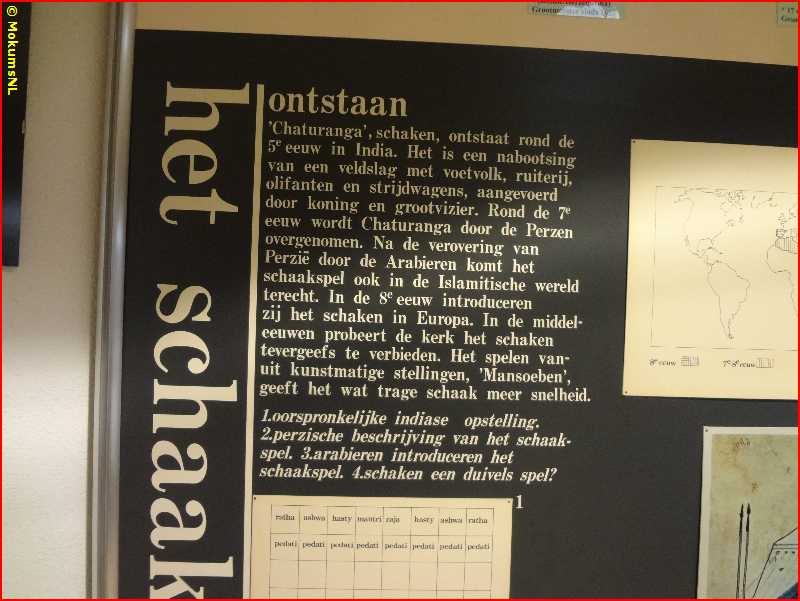 © MokumsNL
het schaak
ontstaan
'Chaturanga', schaken, ontstaat rond de
5e eeuw in India. Het is een nabootsing
van een veldslag met voetvolk, ruiterij,
olifanten en strijdwagens, aangevoerd
door koning en grootvizier. Rond de 7e
eeuw wordt Chaturanga door de Perzen
overgenomen. Na de verovering van
Perzië door de Arabieren komt het
schaakspel ook in de Islamitische wereld
terecht. In de 8e eeuw introduceren
zij het schaken in Europa. In de middel-
eeuwen probeert de kerk het schaken
tevergeefs te verbieden. Het spelen van-
uit kunstmatige stellingen, 'Mansoeben',
geeft het wat trage schaak meer snelheid.
1.oorspronkelijke indiase opstelling.
2.perzische beschrijving van het schaak-
spel. 3.arabieren introduceren het
schaakspel. 4.schaken een duivels spel?
1
ratha ashwa hasty mantri raja hasty ashwa ratha
pedati pedati pedati pedati pedati pedati pedati pedati
8e eeuw 7e-8e eeuw